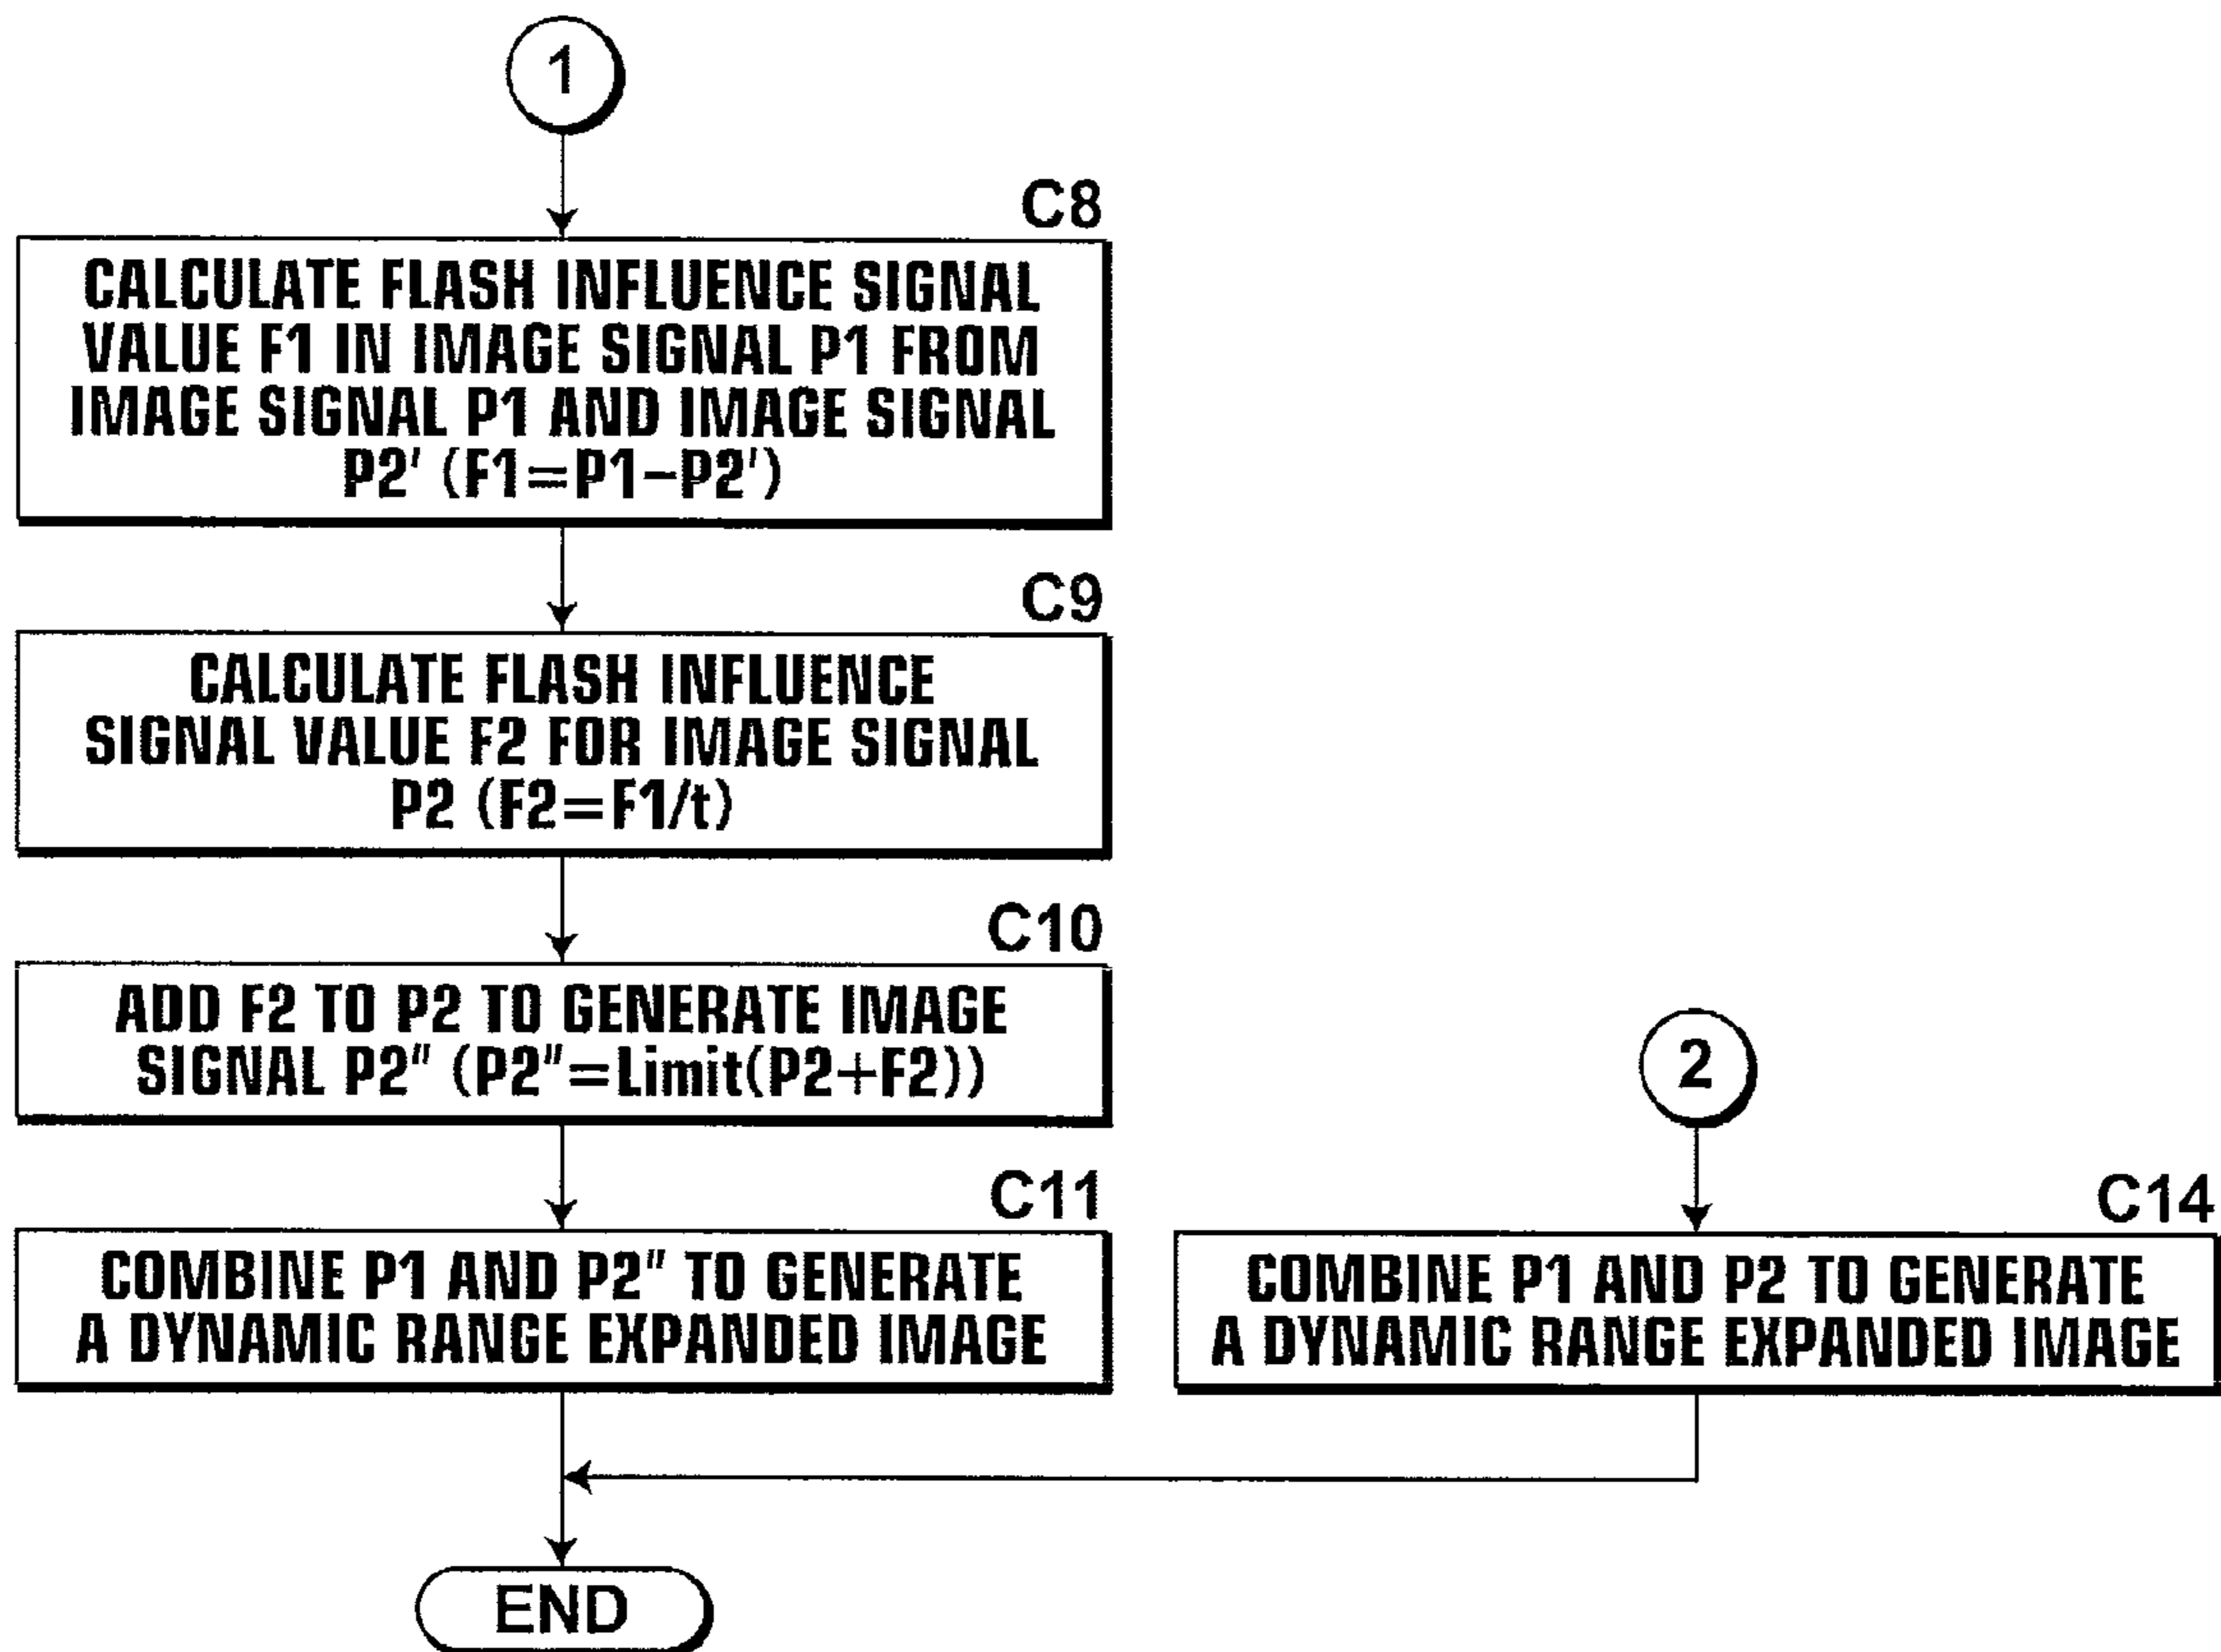 1
C8
CALCULATE FLASH INFLUENCE SIGNAL
VALUE F1 IN IMAGE SIGNAL P1 FROM
IMAGE SIGNAL P1 AND IMAGE SIGNAL
P2' (F1=P1−P2')
C9
CALCULATE FLASH INFLUENCE
SIGNAL VALUE F2 FOR IMAGE SIGNAL
P2 (F2=F1/t)
C10
ADD F2 TO P2 TO GENERATE IMAGE
SIGNAL P2" (P2"=Limit(P2+F2))
C11
COMBINE P1 AND P2" TO GENERATE
A DYNAMIC RANGE EXPANDED IMAGE
2
C14
COMBINE P1 AND P2 TO GENERATE
A DYNAMIC RANGE EXPANDED IMAGE
END